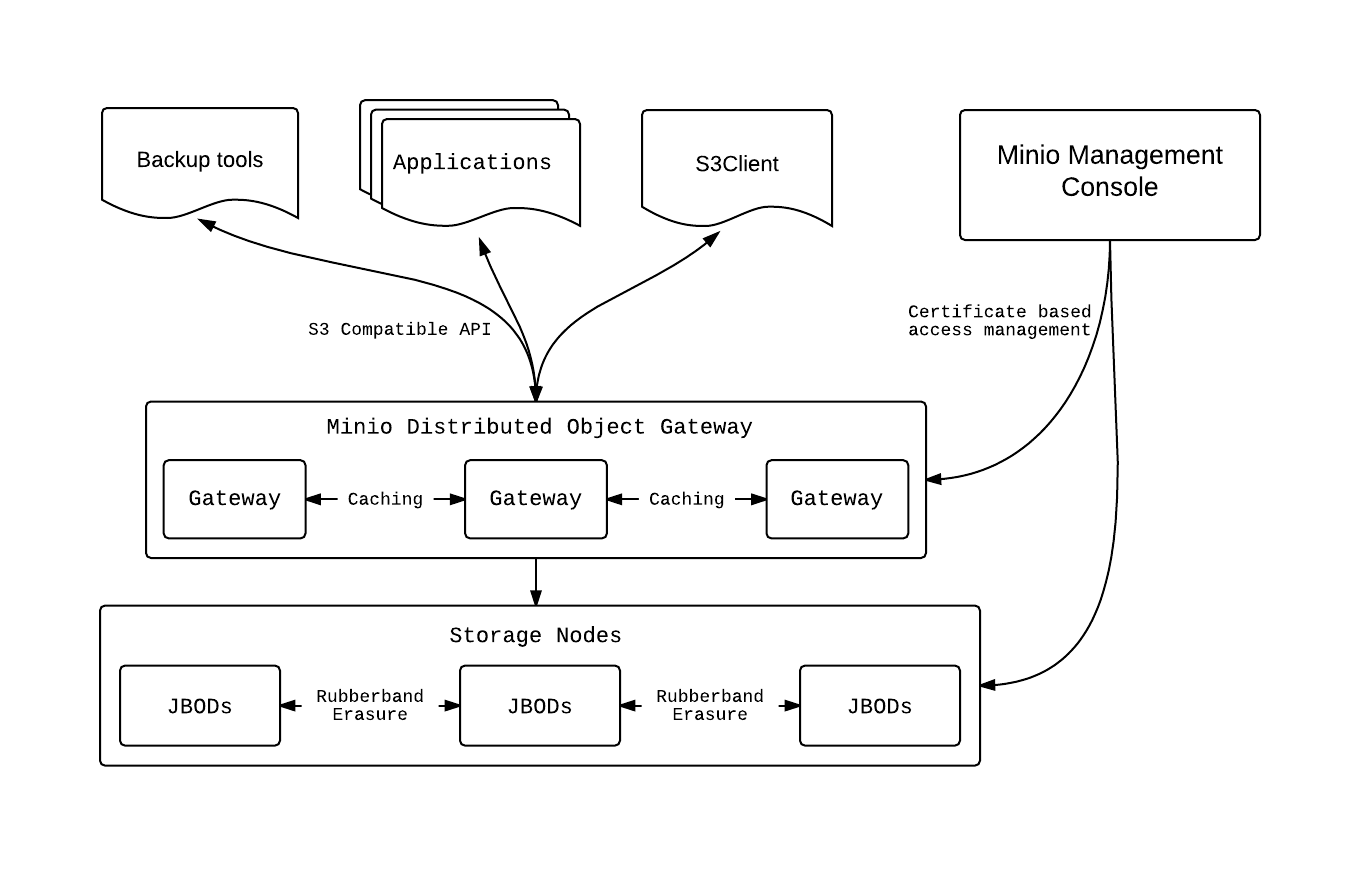 Backup tools
Applications
S3Client
Minio Management
Console
S3 Compatible API
Certificate based
access management
Minio Distributed Object Gateway
Gateway
Caching
Gateway
Caching
Gateway
Storage Nodes
JBODs
Rubberband
Erasure
JBODs
Rubberband
Erasure
JBODs